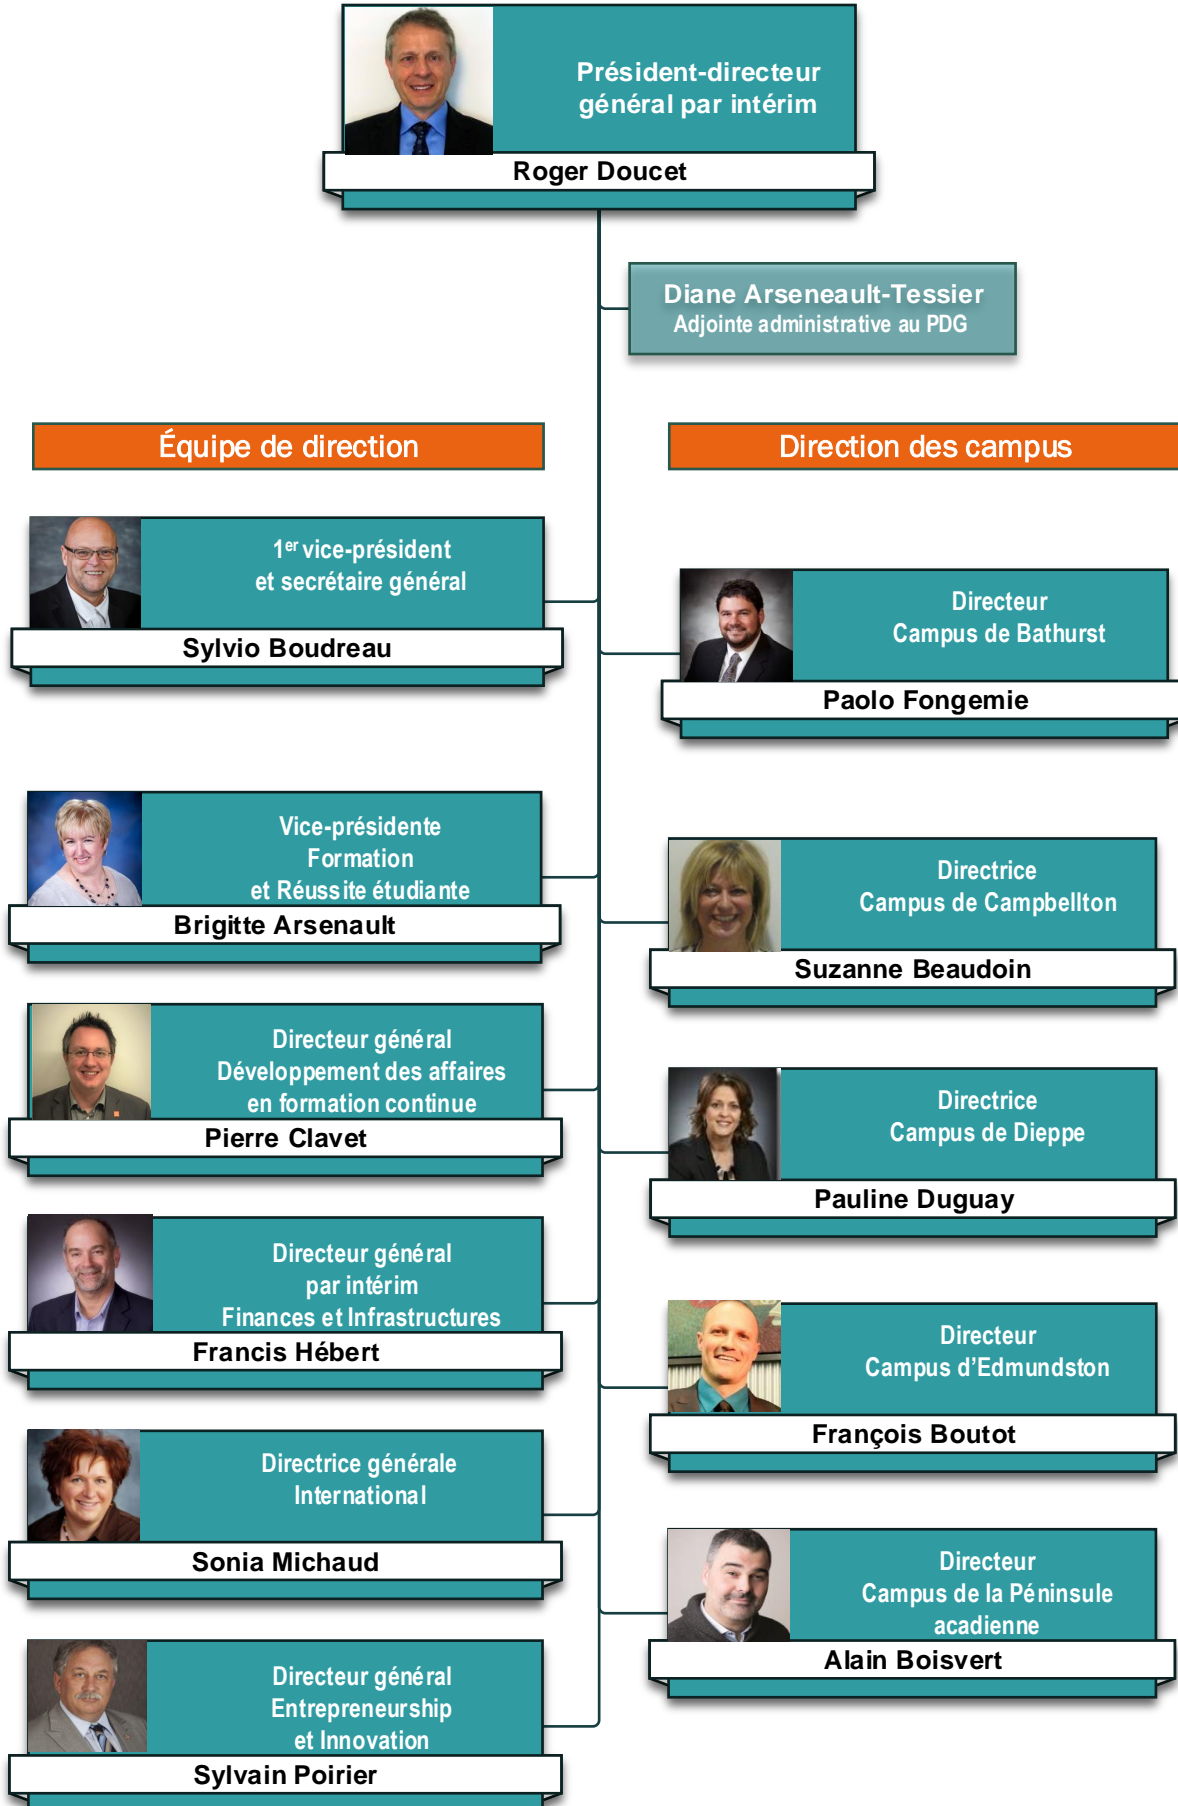 Président-directeur
général par intérim
Roger Doucet
Diane Arseneault-Tessier
Adjointe administrative au PDG
Équipe de direction
1er vice-président
et secrétaire général
Sylvio Boudreau
Vice-présidente
Formation
et Réussite étudiante
Brigitte Arsenault
Directeur général
Développement des affaires
en formation continue
Pierre Clavet
Directeur général
par intérim
Finances et Infrastructures
Francis Hébert
Directrice générale
International
Sonia Michaud
Directeur général
Entrepreneurship
et Innovation
Sylvain Poirier
Direction des campus
Directeur
Campus de Bathurst
Paolo Fongemie
Directrice
Campus de Campbellton
Suzanne Beaudoin
Directrice
Campus de Dieppe
Pauline Duguay
Directeur
Campus d’Edmundston
François Boutot
Directeur
Campus de la Péninsule
acadienne
Alain Boisvert